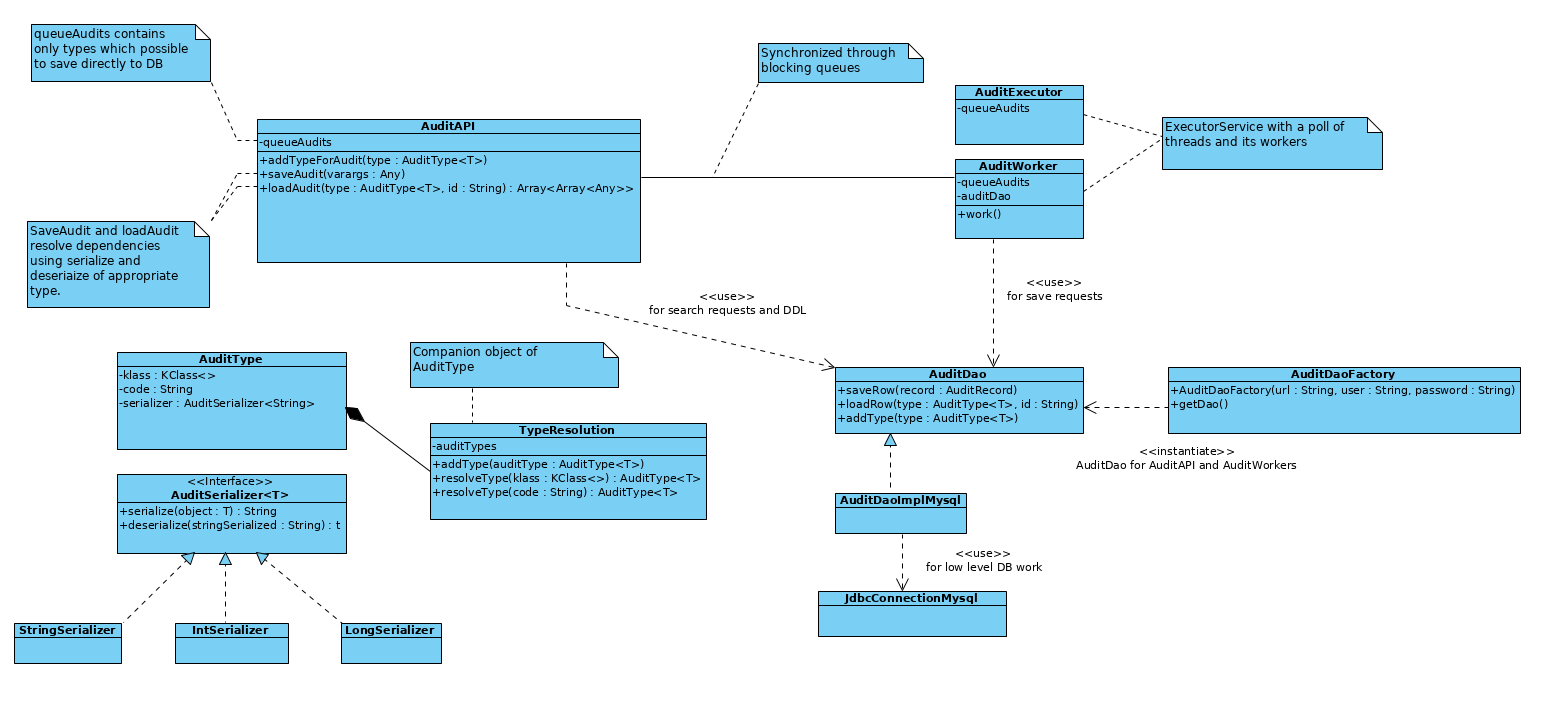 queueAudits contains
only types which possible
to save directly to DB
Synchronized through
blocking queues
AuditExecutor
-queueAudits
ExecutorService with a poll of
threads and its workers
AuditAPI
-queueAudits
+addTypeForAudit(type : AuditType<T>)
+saveAudit(varargs : Any)
+loadAudit(type : AuditType<T>, id : String) : Array<Array<Any>>
AuditWorker
-queueAudits
-auditDao
+work()
SaveAudit and loadAudit
resolve dependencies
using serialize and
deseriaize of appropriate
type.
<<use>>
for search requests and DDL
<<use>>
for save requests
AuditType
-klass : KClass<>
-code : String
-serializer : AuditSerializer<String>
Companion object of
AuditType
TypeResolution
-auditTypes
+addType(auditType : AuditType<T>)
+resolveType(klass : KClass<>) : AuditType<T>
+resolveType(code : String) : AuditType<T>
AuditDao
+saveRow(record : AuditRecord)
+loadRow(type : AuditType<T>, id : String)
+addType(type : AuditType<T>)
AuditDaoFactory
+AuditDaoFactory(url : String, user : String, password : String)
+getDao()
<<instantiate>>
AuditDao for AuditAPI and AuditWorkers
<<Interface>>
AuditSerializer<T>
+serialize(object : T) : String
+deserialize(stringSerialized : String) : t
AuditDaoImplMysql
<<use>>
for low level DB work
JdbcConnectionMysql
StringSerializer
IntSerializer
LongSerializer